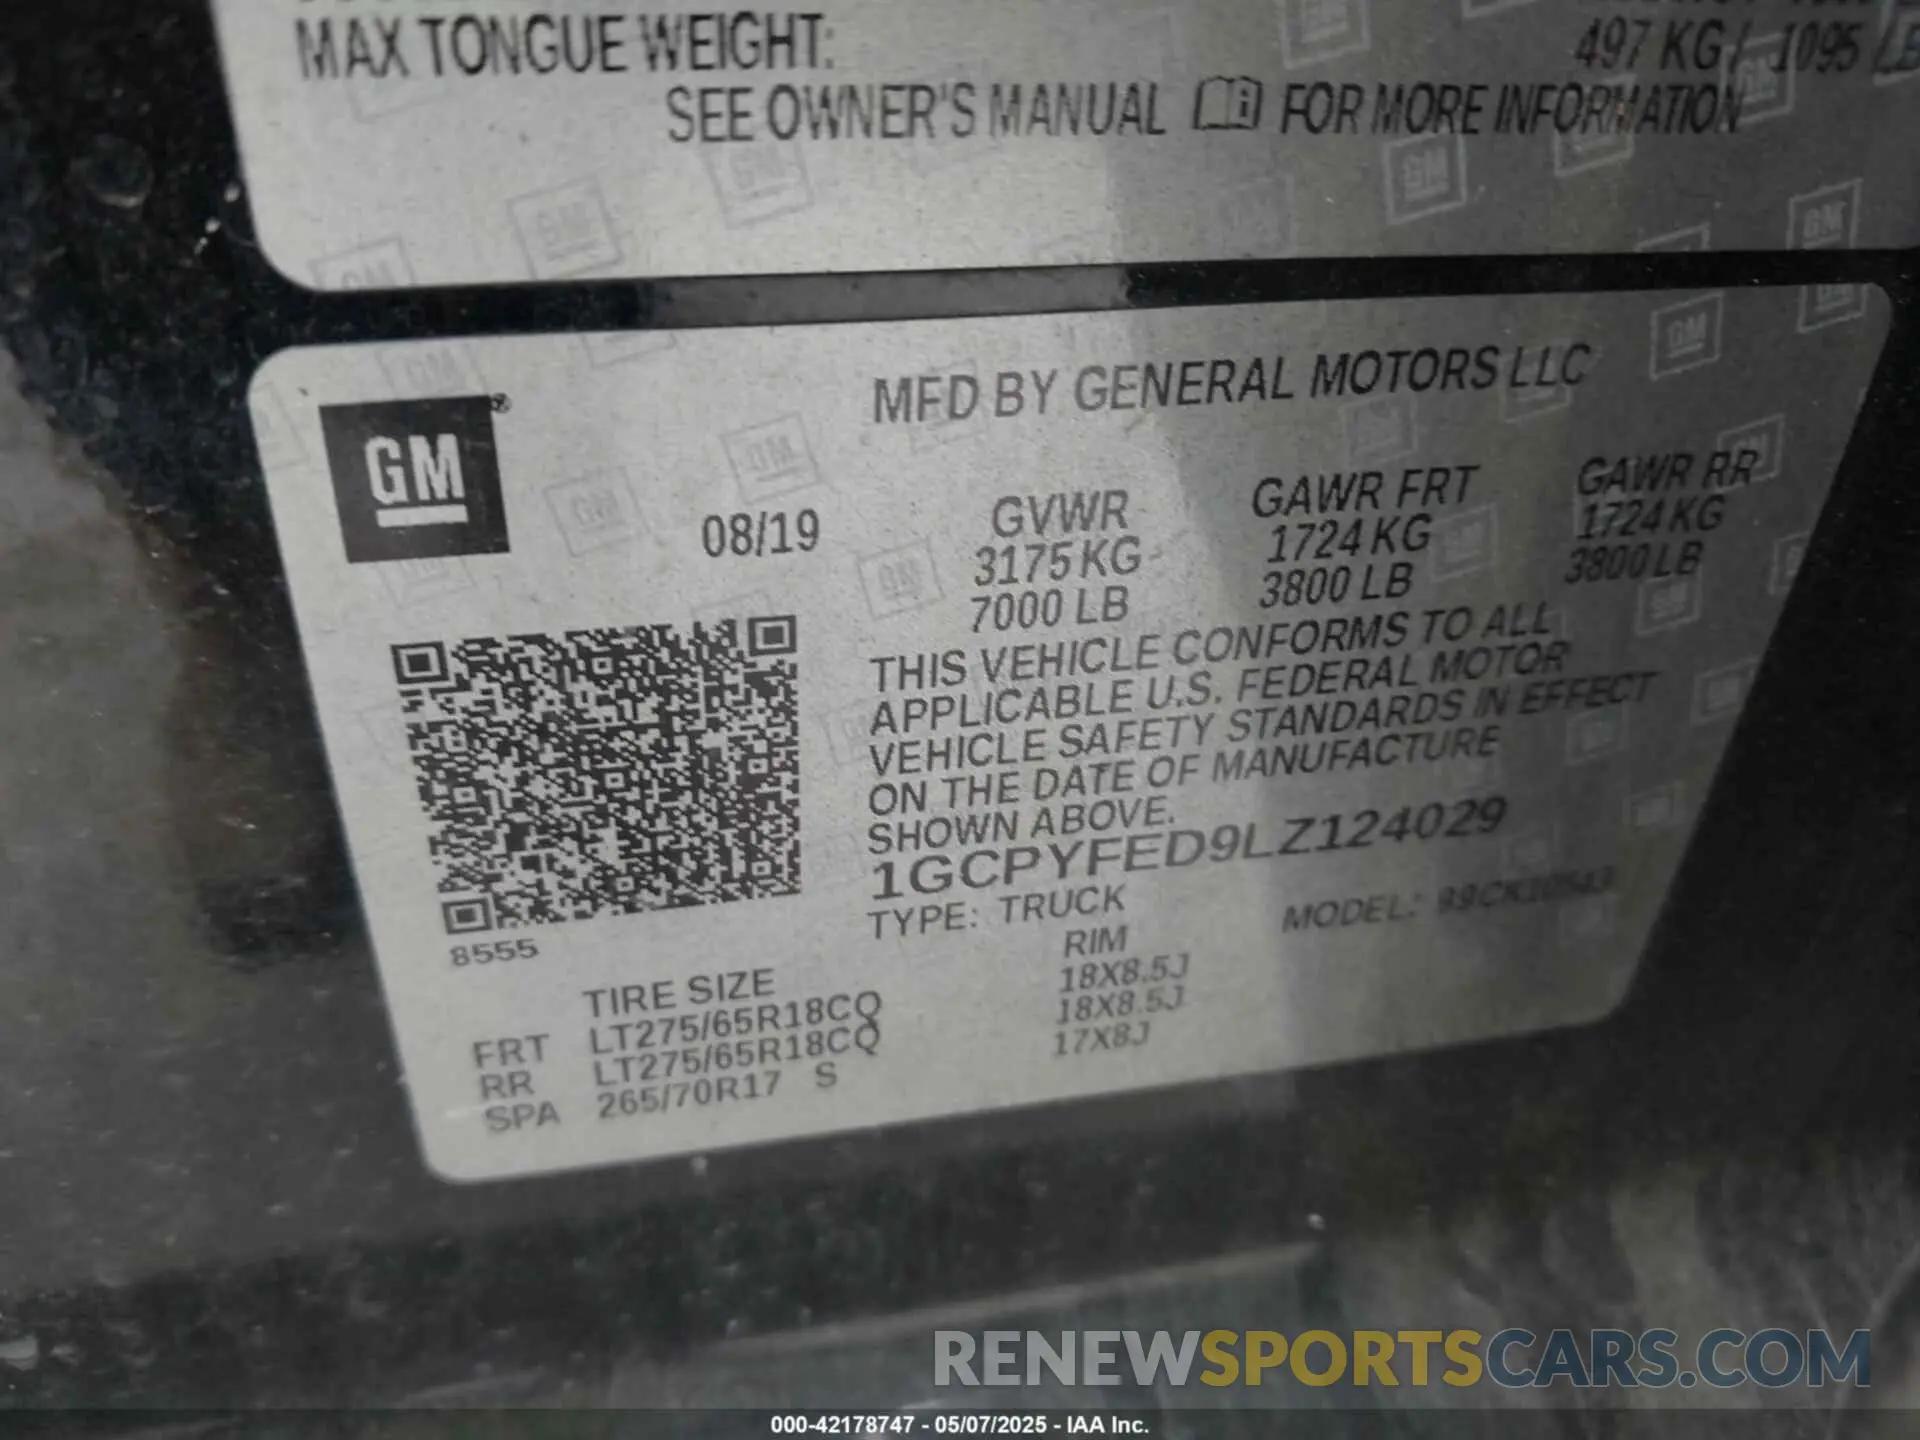 MAX TONGUE WEIGHT: 497 KG / 1095 LB
SEE OWNER'S MANUAL FOR MORE INFORMATION
GM®
MFD BY GENERAL MOTORS LLC
08/19
GVWR GAWR FRT GAWR RR
3175 KG 1724 KG 1724 KG
7000 LB 3800 LB 3800 LB
THIS VEHICLE CONFORMS TO ALL
APPLICABLE U.S. FEDERAL MOTOR
VEHICLE SAFETY STANDARDS IN EFFECT
ON THE DATE OF MANUFACTURE
SHOWN ABOVE.
1GCPYFED9LZ124029
TYPE: TRUCK MODEL:
8555
TIRE SIZE RIM
FRT LT275/65R18CQ 18X8.5J
RR LT275/65R18CQ 18X8.5J
SPA 265/70R17 S 17X8J
RENEWSPORTSCARS.COM
000-42178747 - 05/07/2025 - IAA Inc.